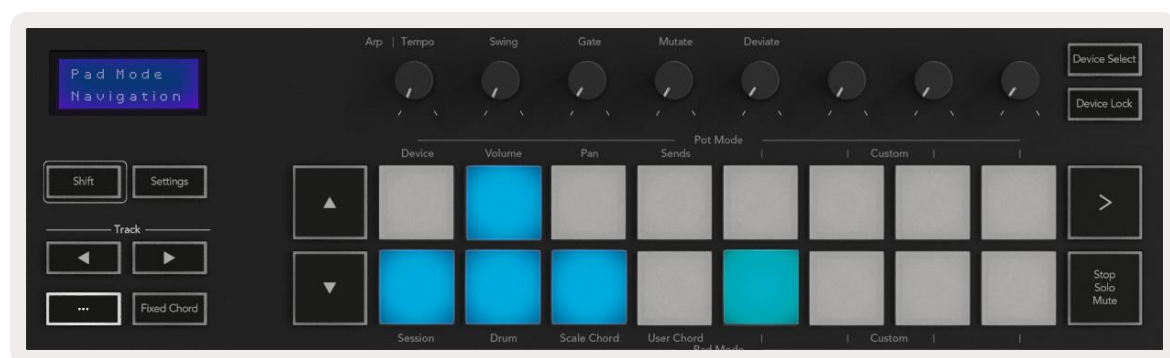 Pad Mode
Navigation
Arp | Tempo Swing Gate Mutate Deviate
Device Select
Device Lock
Pot Mode
Device Volume Pan Sends | | Custom | |
Shift Settings
▲
>
Track
◀ ▶
▼
Stop
Solo
Mute
... Fixed Chord
Session Drum Scale Chord User Chord | | Custom | |
Pad Mode